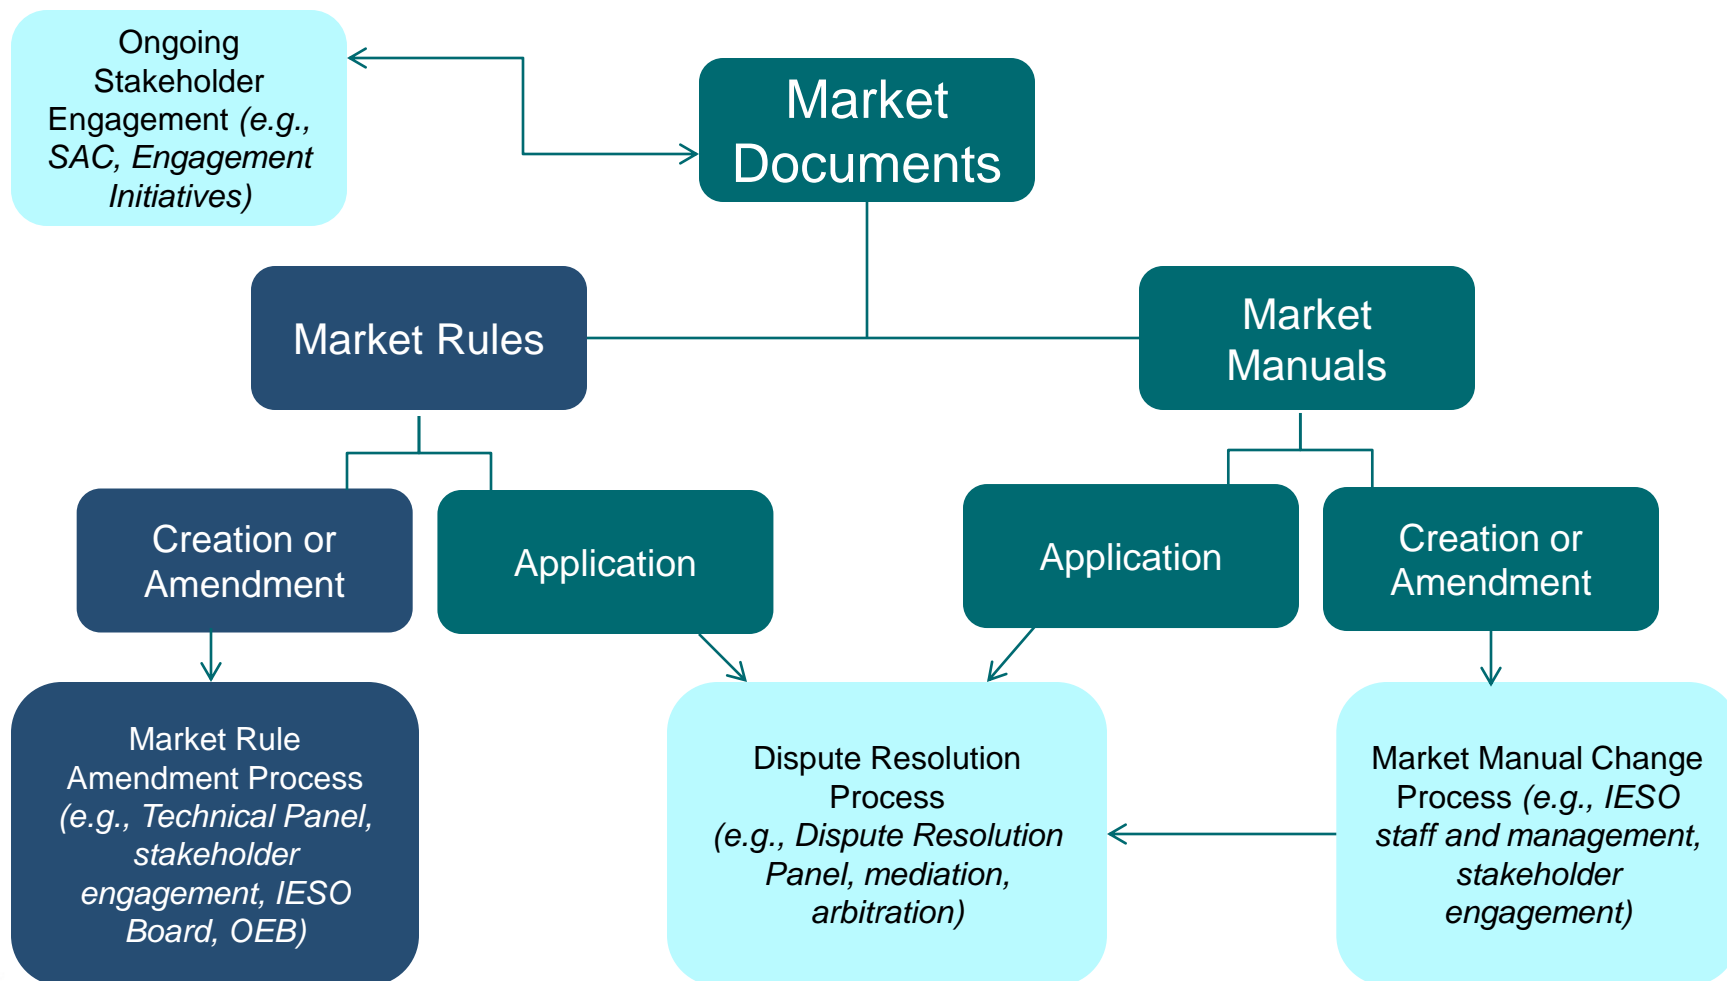 Ongoing
Stakeholder
Engagement (e.g.,
SAC, Engagement
Initiatives)
Market
Documents
Market Rules
Market
Manuals
Creation or
Amendment
Application
Application
Creation or
Amendment
Market Rule
Amendment Process
(e.g., Technical Panel,
stakeholder
engagement, IESO
Board, OEB)
Dispute Resolution
Process
(e.g., Dispute Resolution
Panel, mediation,
arbitration)
Market Manual Change
Process (e.g., IESO
staff and management,
stakeholder
engagement)